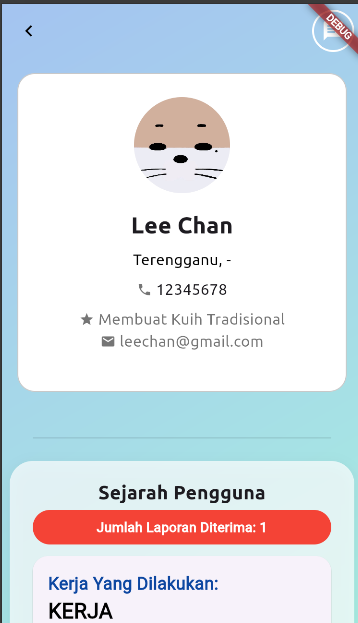 DEBUG
Lee Chan
Terengganu, -
12345678
Membuat Kuih Tradisional
leechan@gmail.com
Sejarah Pengguna
Jumlah Laporan Diterima: 1
Kerja Yang Dilakukan:
KERJA